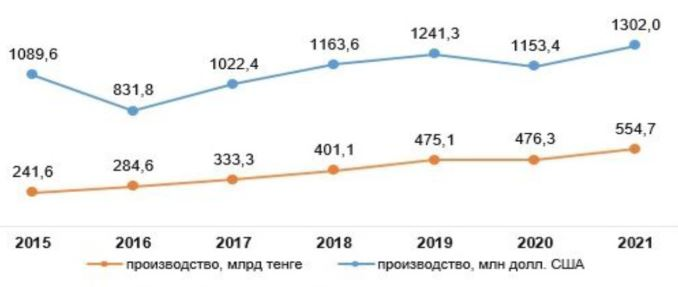 1089,6 831,8 1022,4 1163,6 1241,3 1153,4 1302,0
241,6 284,6 333,3 401,1 475,1 476,3 554,7
2015 2016 2017 2018 2019 2020 2021
производство, млрд тенге производство, млн долл. США